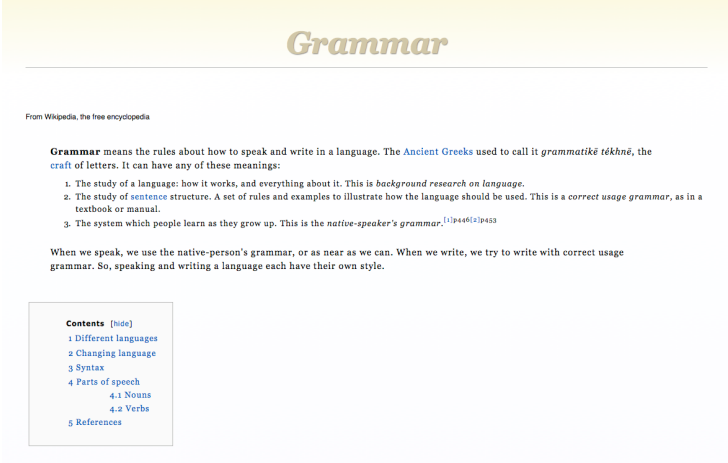 Grammar
From Wikipedia, the free encyclopedia
Grammar means the rules about how to speak and write in a language. The Ancient Greeks used to call it grammatikē tékhnē, the
craft of letters. It can have any of these meanings:
1. The study of a language: how it works, and everything about it. This is background research on language.
2. The study of sentence structure. A set of rules and examples to illustrate how the language should be used. This is a correct usage grammar, as in a
textbook or manual.
3. The system which people learn as they grow up. This is the native-speaker's grammar.[1]p446[2]p453
When we speak, we use the native-person's grammar, or as near as we can. When we write, we try to write with correct usage
grammar. So, speaking and writing a language each have their own style.
Contents [hide]
1 Different languages
2 Changing language
3 Syntax
4 Parts of speech
4.1 Nouns
4.2 Verbs
5 References